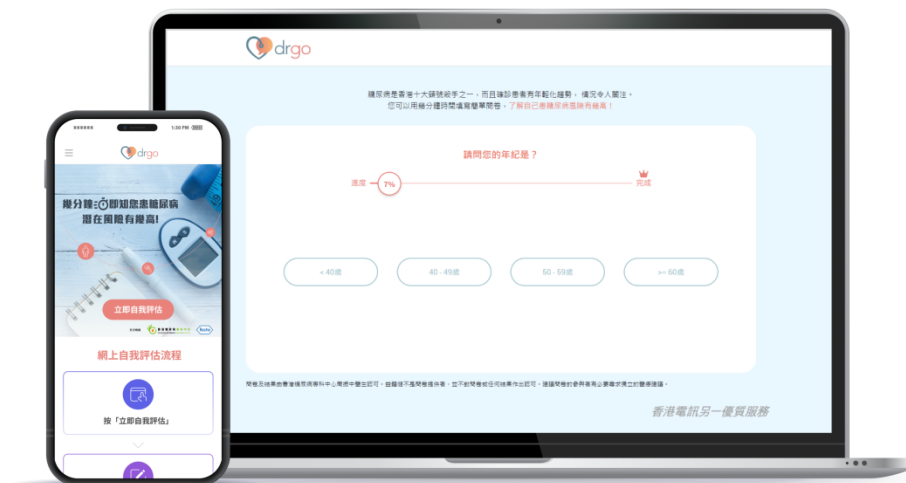 drgo
糖尿病是香港十大頭號殺手之一，而且確診患者有年輕化趨勢，情況令人關注，
您可以用幾分鐘時間填寫簡單問卷，了解自己患糖尿病風險有幾高！
請問您的年紀是？
進度
7%
完成
< 40歲
40 - 49歲
50 - 59歲
>= 60歲
香港電訊另一優質服務
1:30 PM
drgo
幾分鐘即知您患糖尿病
潛在風險有幾高!
立即自我評估
網上自我評估流程
按「立即自我評估」